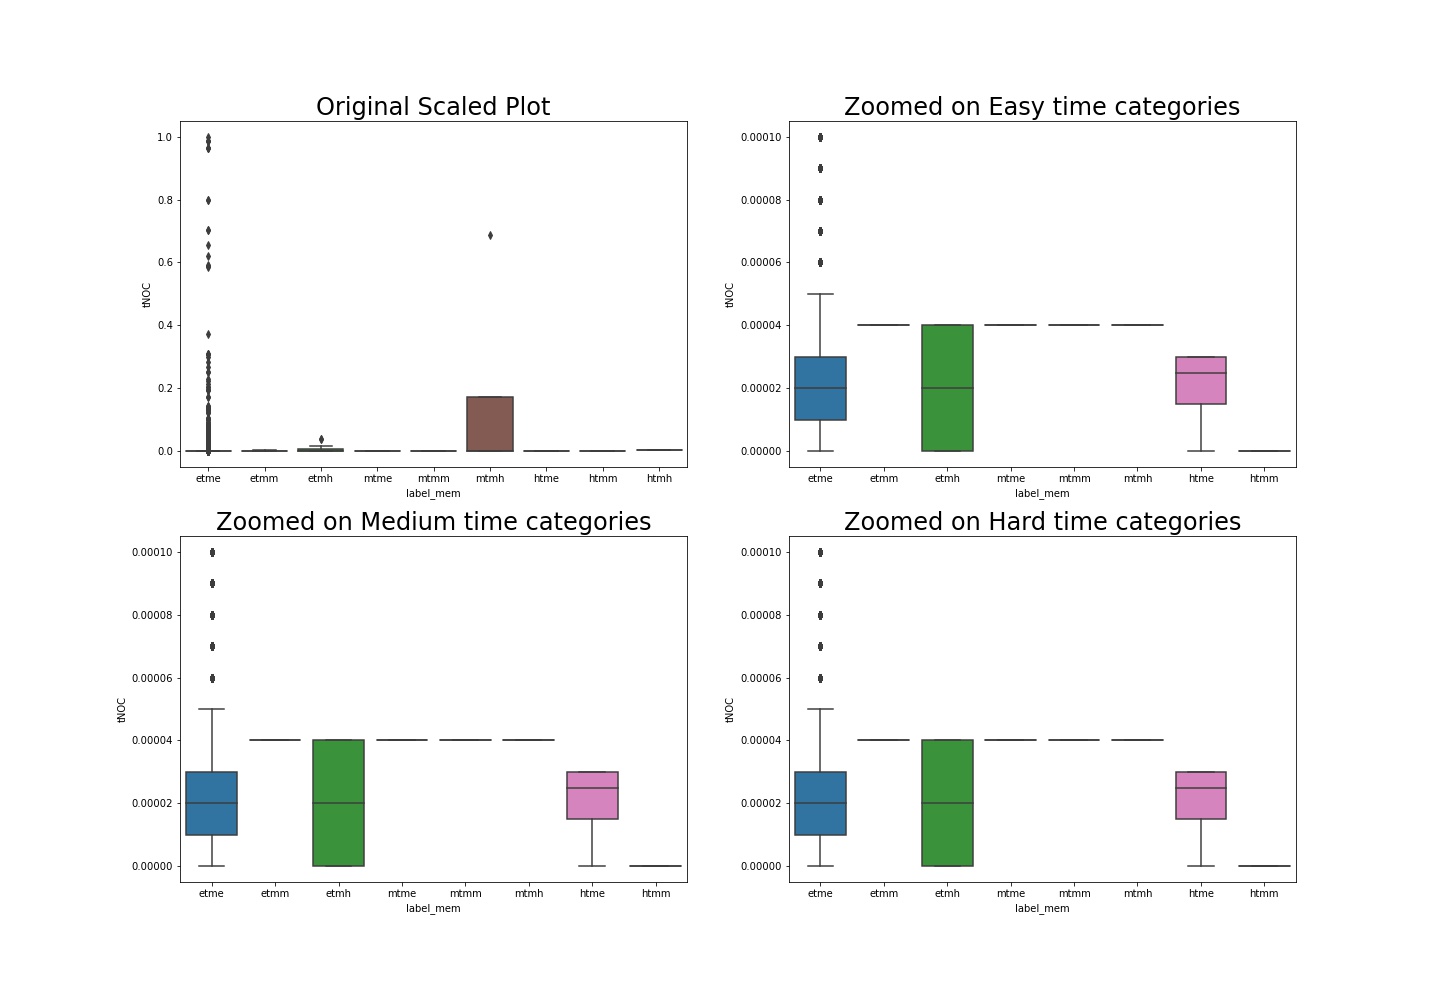 Original Scaled Plot
1.0
0.8
0.6
0.4
0.2
0.0
tNOC
etme etmm etmh mtme mtmm mtmh htme htmm htmh
label_mem
Zoomed on Easy time categories
0.00010
0.00008
0.00006
0.00004
0.00002
0.00000
tNOC
etme etmm etmh mtme mtmm mtmh htme htmm
label_mem
Zoomed on Medium time categories
0.00010
0.00008
0.00006
0.00004
0.00002
0.00000
tNOC
etme etmm etmh mtme mtmm mtmh htme htmm
label_mem
Zoomed on Hard time categories
0.00010
0.00008
0.00006
0.00004
0.00002
0.00000
tNOC
etme etmm etmh mtme mtmm mtmh htme htmm
label_mem